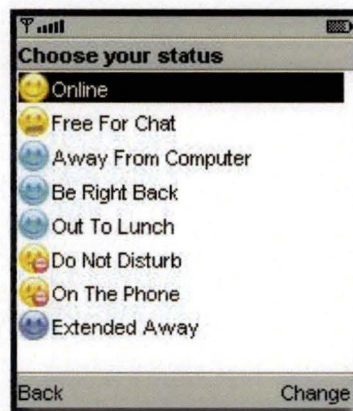 Choose your status
Online
Free For Chat
Away From Computer
Be Right Back
Out To Lunch
Do Not Disturb
On The Phone
Extended Away
Back Change